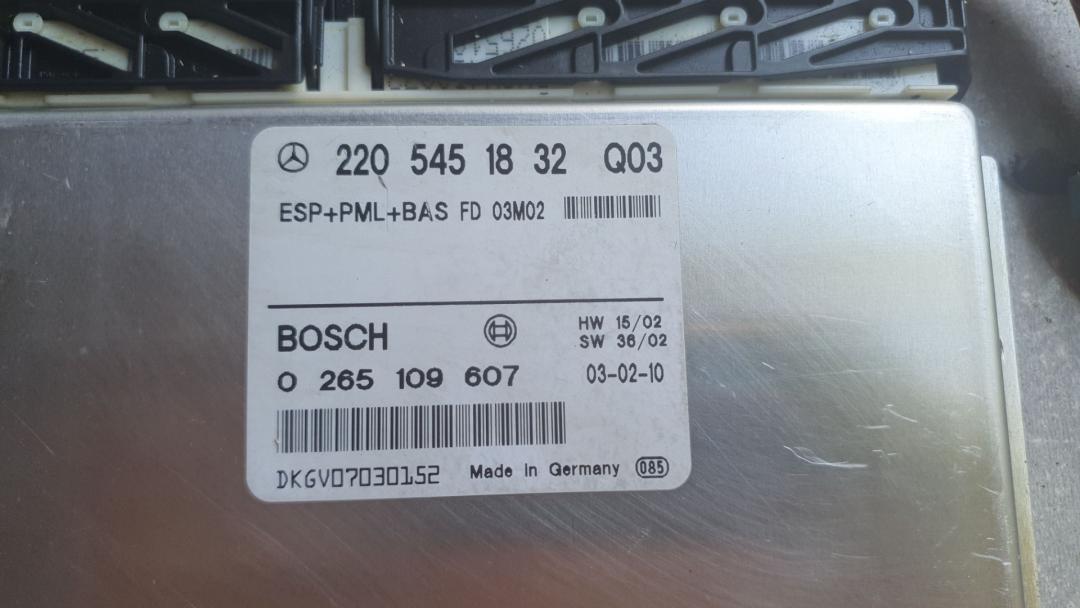 220 545 18 32 Q03
ESP+PML+BAS FD 03M02
BOSCH
HW 15/02
SW 36/02
0 265 109 607
03-02-10
DKGV07030152
Made in Germany 085